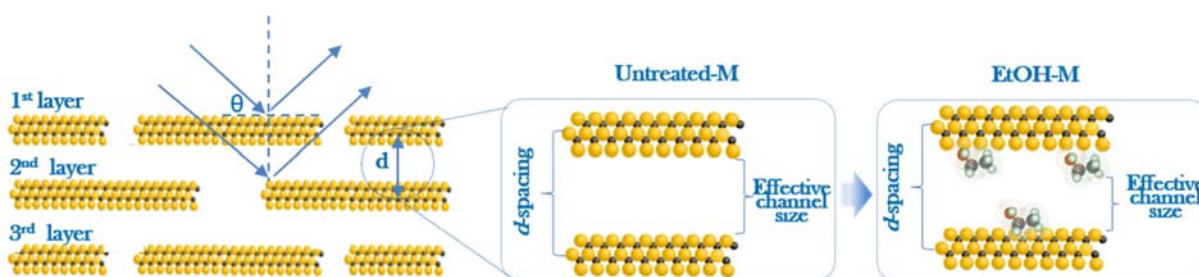 1st layer
θ
2nd layer
d
3rd layer
Untreated-M
d-spacing
Effective
channel
size
EtOH-M
d-spacing
Effective
channel
size